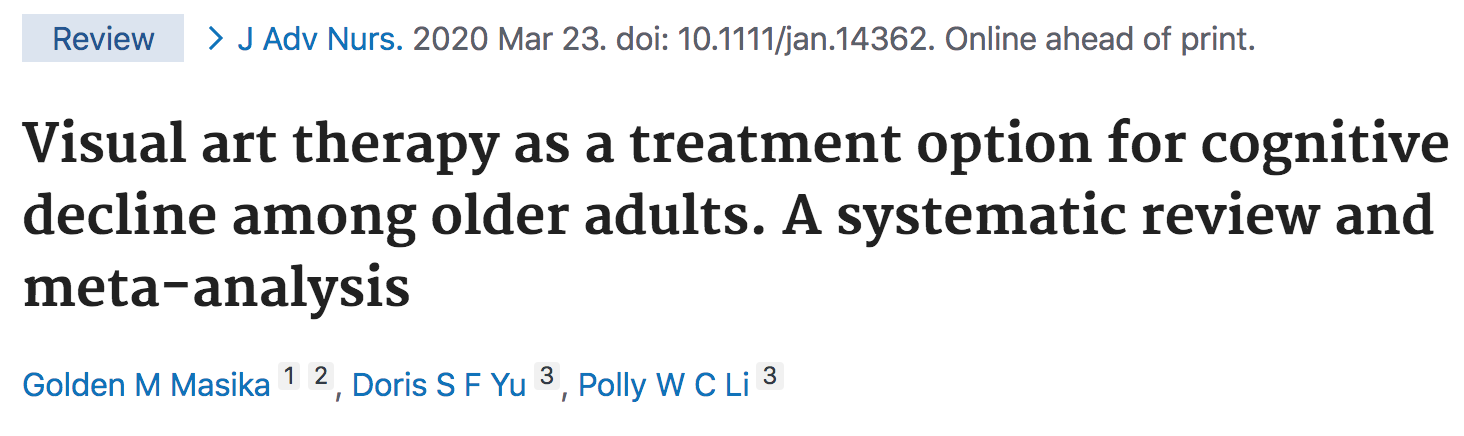 Review > J Adv Nurs. 2020 Mar 23. doi: 10.1111/jan.14362. Online ahead of print.
Visual art therapy as a treatment option for cognitive
decline among older adults. A systematic review and
meta-analysis
Golden M Masika 1 2, Doris S F Yu 3, Polly W C Li 3